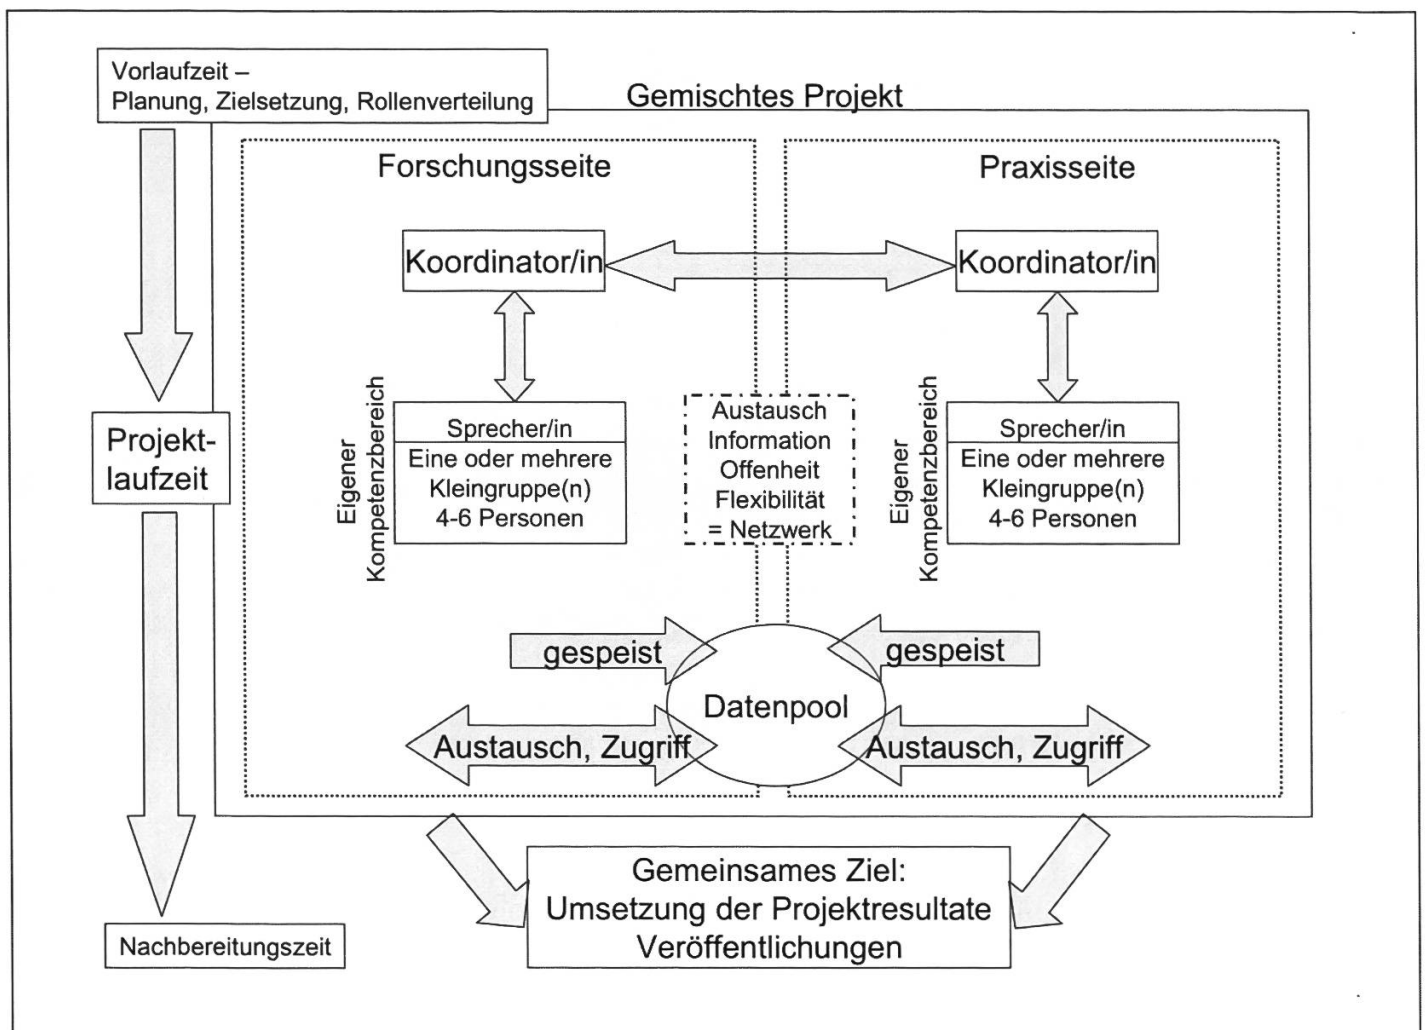 Vorlaufzeit –
Planung, Zielsetzung, Rollenverteilung
Gemischtes Projekt
Forschungsseite
Praxisseite
Koordinator/in
Koordinator/in
Projekt-
laufzeit
Eigener
Kompetenzbereich
Sprecher/in
Eine oder mehrere
Kleingruppe(n)
4-6 Personen
Austausch
Information
Offenheit
Flexibilität
= Netzwerk
Eigener
Kompetenzbereich
Sprecher/in
Eine oder mehrere
Kleingruppe(n)
4-6 Personen
gespeist
gespeist
Datenpool
Austausch, Zugriff
Austausch, Zugriff
Gemeinsames Ziel:
Umsetzung der Projektresultate
Veröffentlichungen
Nachbereitungszeit